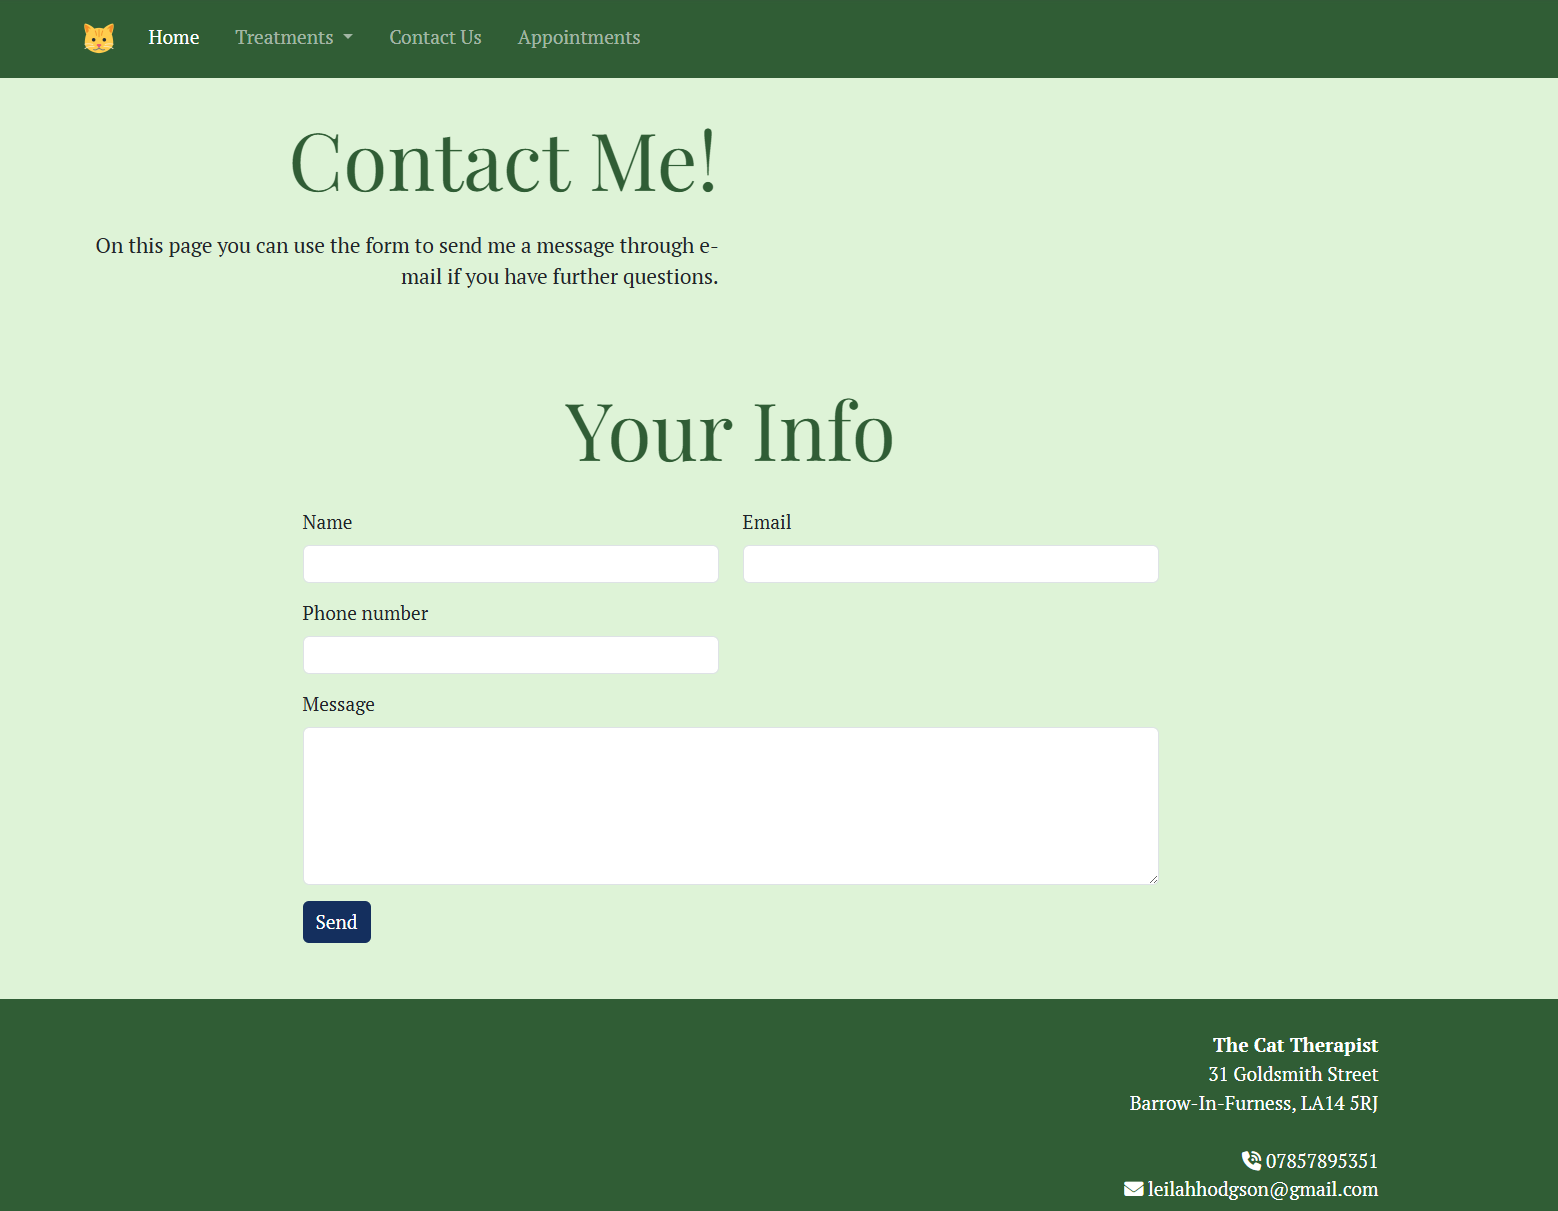 Home Treatments Contact Us Appointments
Contact Me!
On this page you can use the form to send me a message through e-
mail if you have further questions.
Your Info
Name Email
Phone number
Message
Send
The Cat Therapist
31 Goldsmith Street
Barrow-In-Furness, LA14 5RJ
07857895351
leilahhodgson@gmail.com